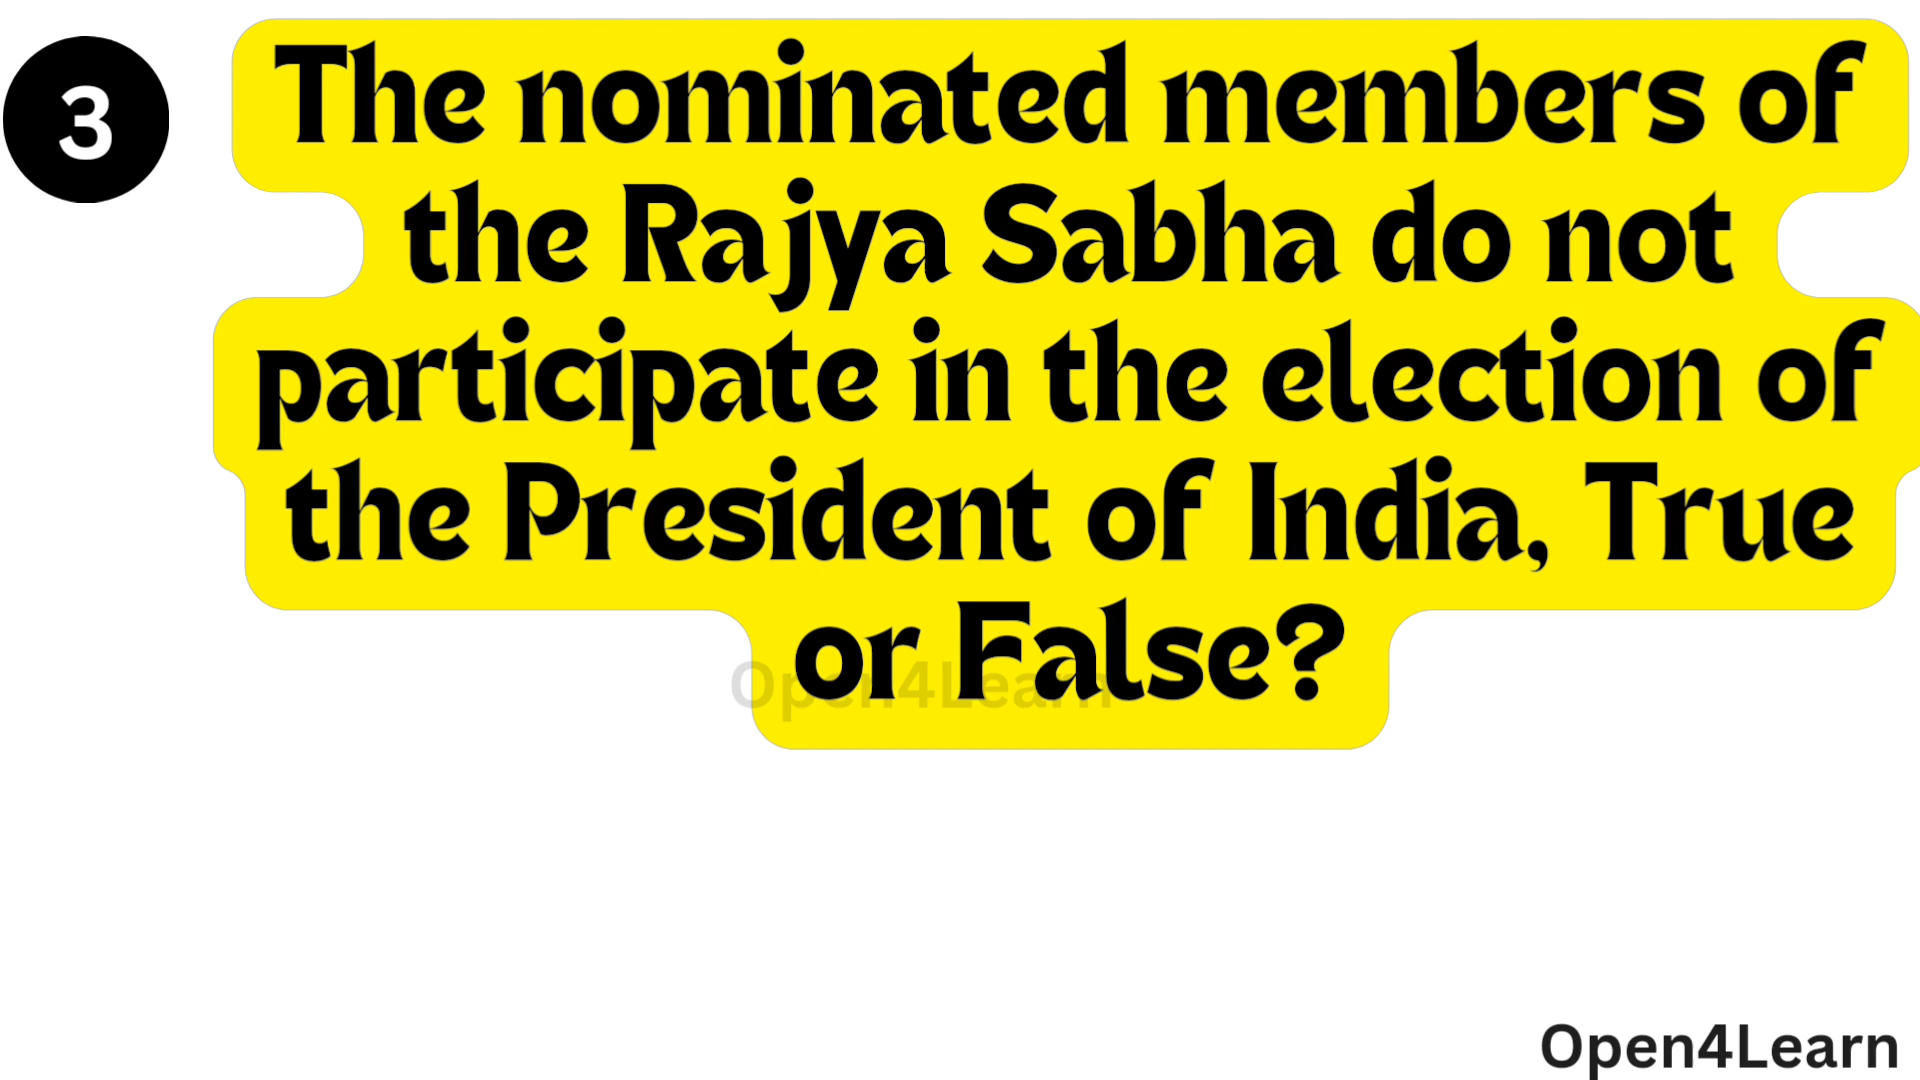 3
The nominated members of
the Rajya Sabha do not
participate in the election of
the President of India, True
or False?
Open4Learn
Open4Learn